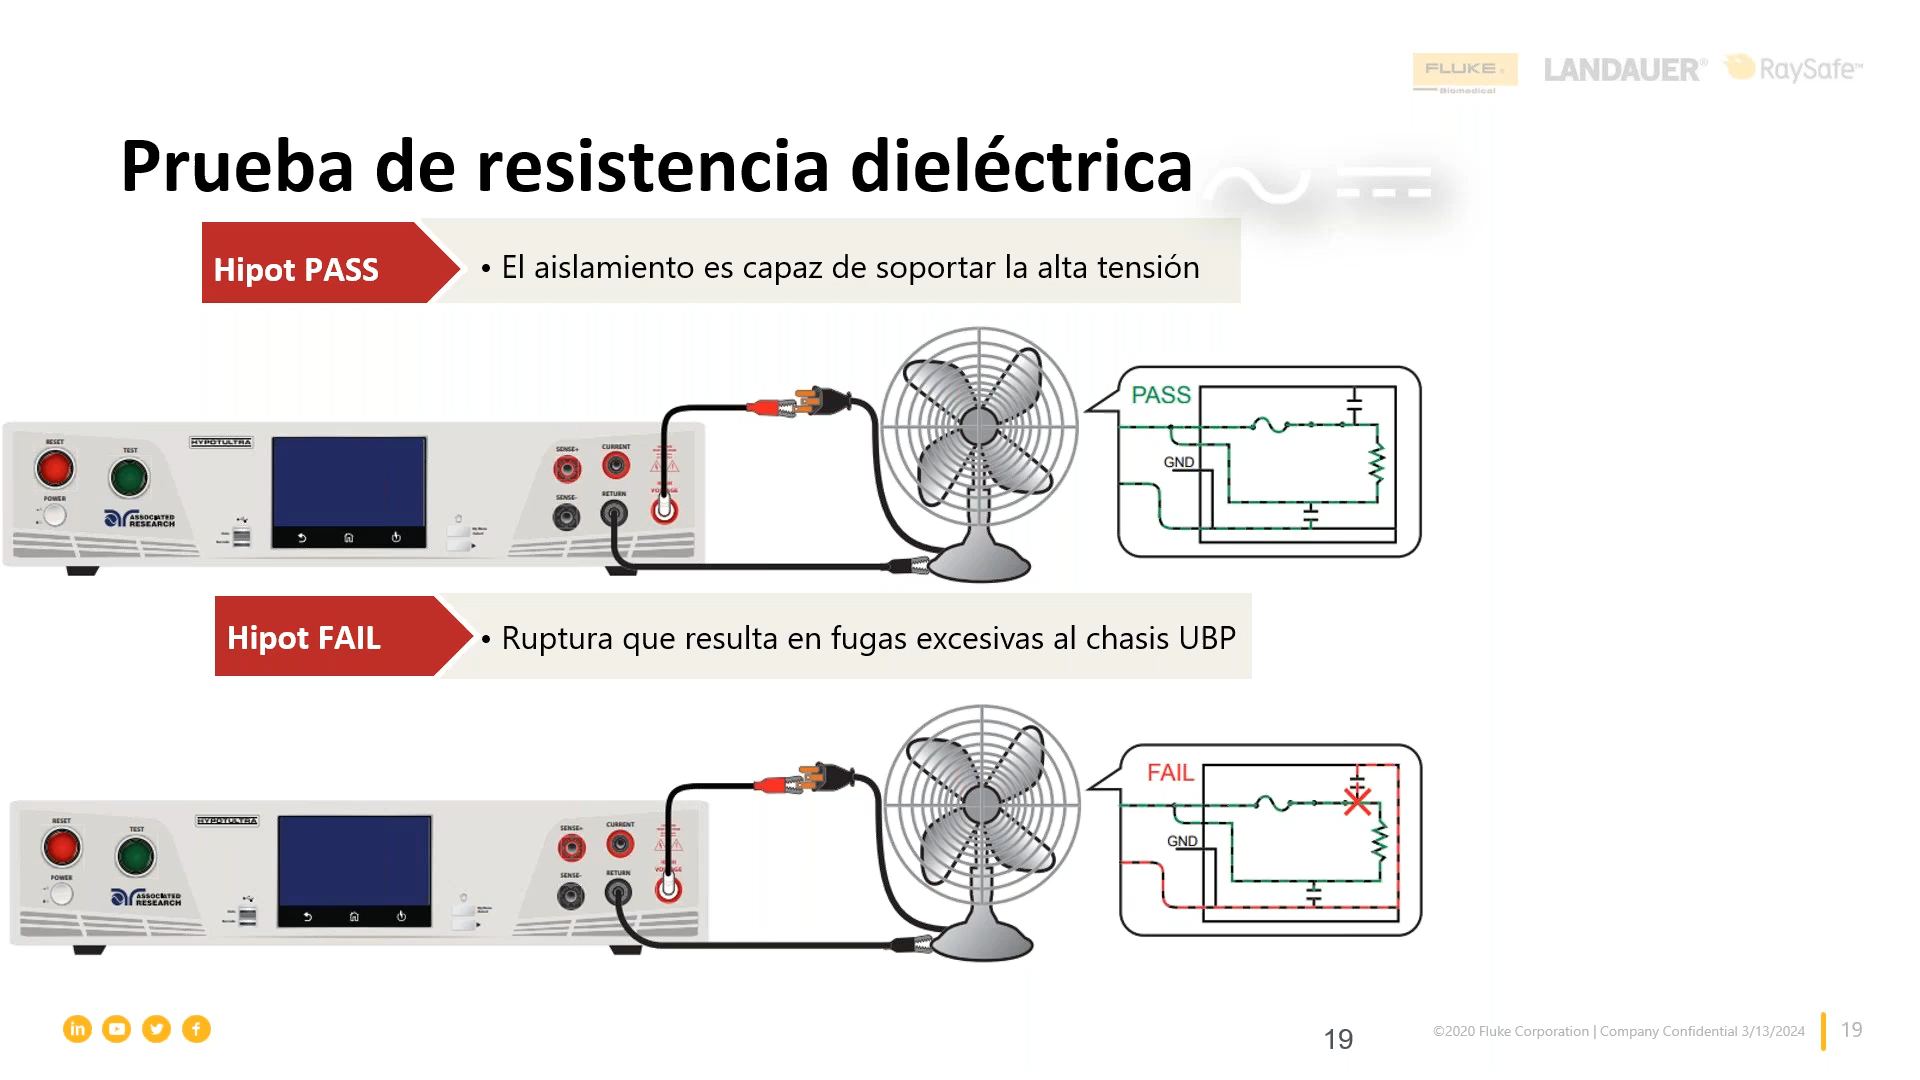 FLUKE
Biomedical
LANDAUER®
RaySafe™
Prueba de resistencia dieléctrica
Hipot PASS
• El aislamiento es capaz de soportar la alta tensión
PASS
GND
RESET
TEST
POWER
HYPOTULTRA
ASSOCIATED
RESEARCH
SENSE+
CURRENT
SENSE-
RETURN
HIGH
VOLTAGE
Hipot FAIL
• Ruptura que resulta en fugas excesivas al chasis UBP
FAIL
GND
RESET
TEST
POWER
HYPOTULTRA
ASSOCIATED
RESEARCH
SENSE+
CURRENT
SENSE-
RETURN
HIGH
VOLTAGE
19
©2020 Fluke Corporation | Company Confidential 3/13/2024
19